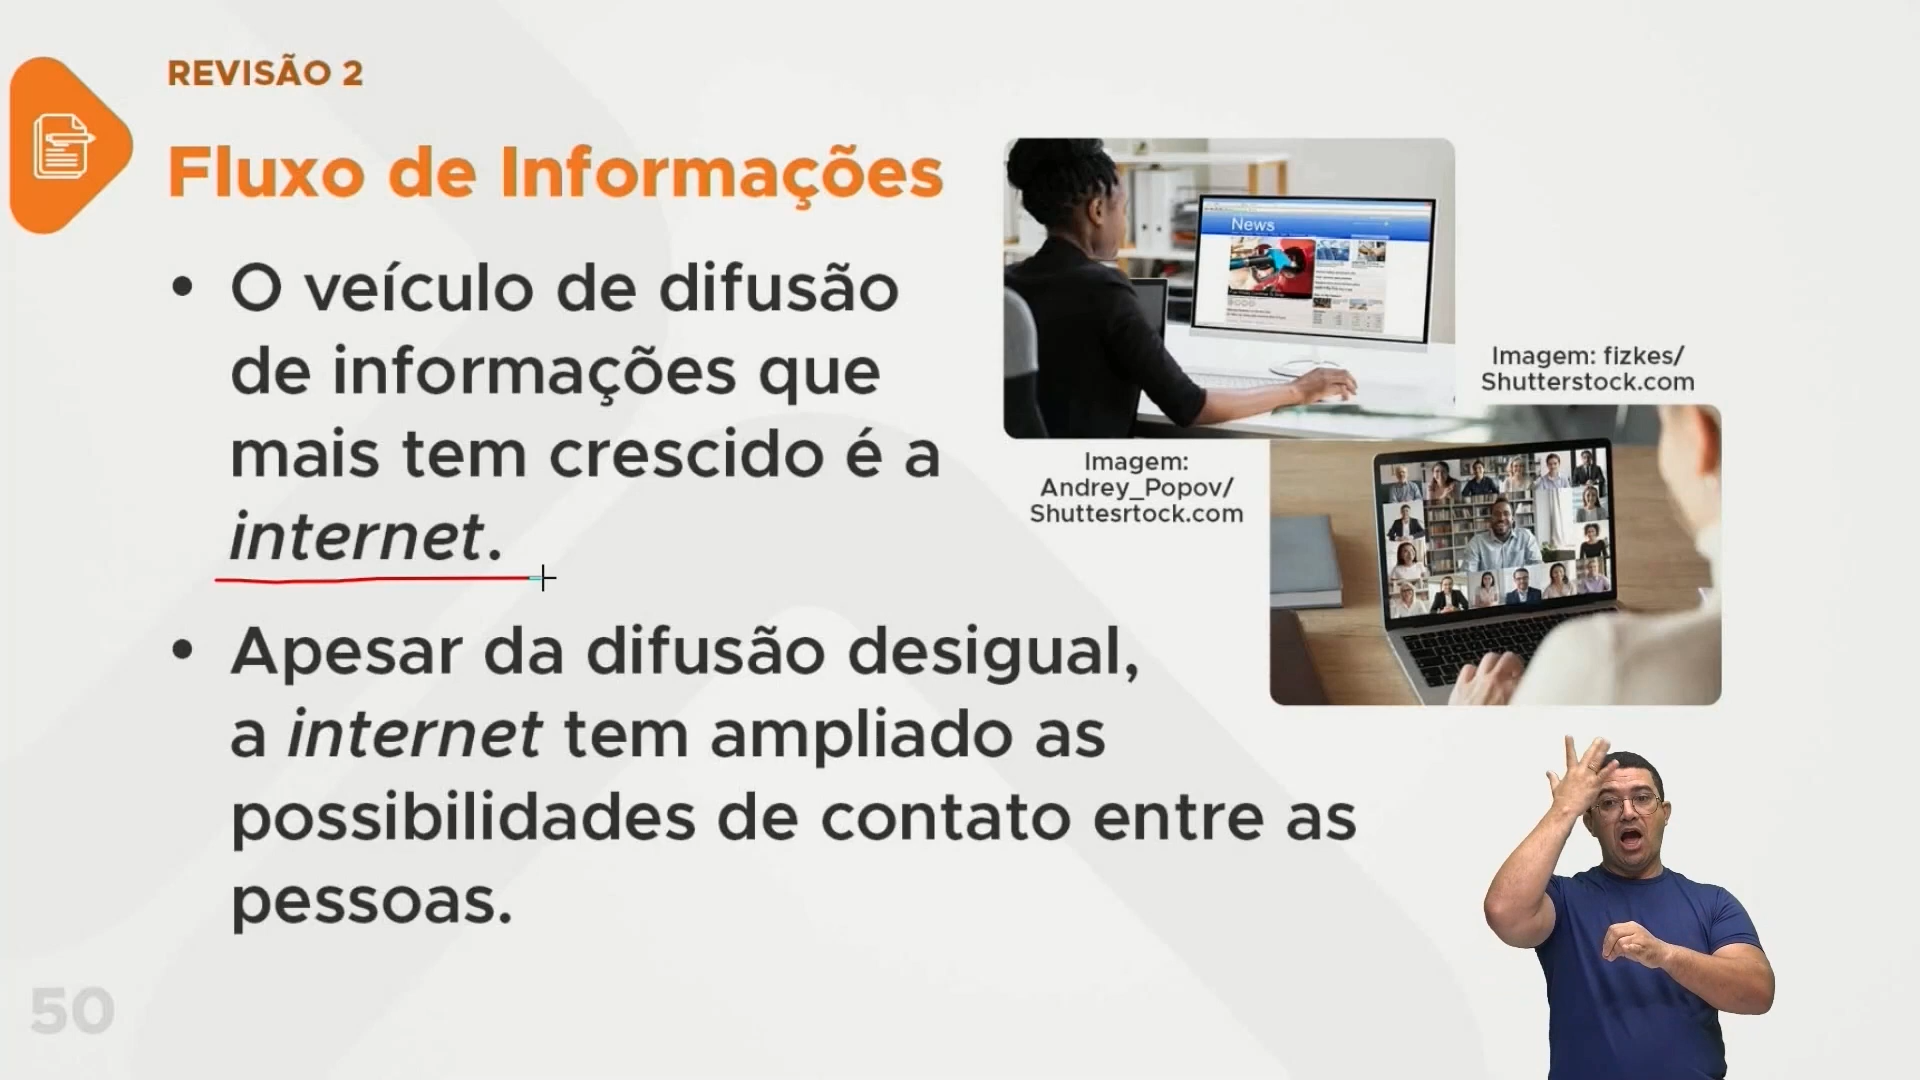 REVISÃO 2
Fluxo de Informações
• O veículo de difusão
de informações que
mais tem crescido é a
internet.
• Apesar da difusão desigual,
a internet tem ampliado as
possibilidades de contato entre as
pessoas.
News
Imagem: fizkes/
Shutterstock.com
Imagem:
Andrey_Popov/
Shuttesrtock.com
50